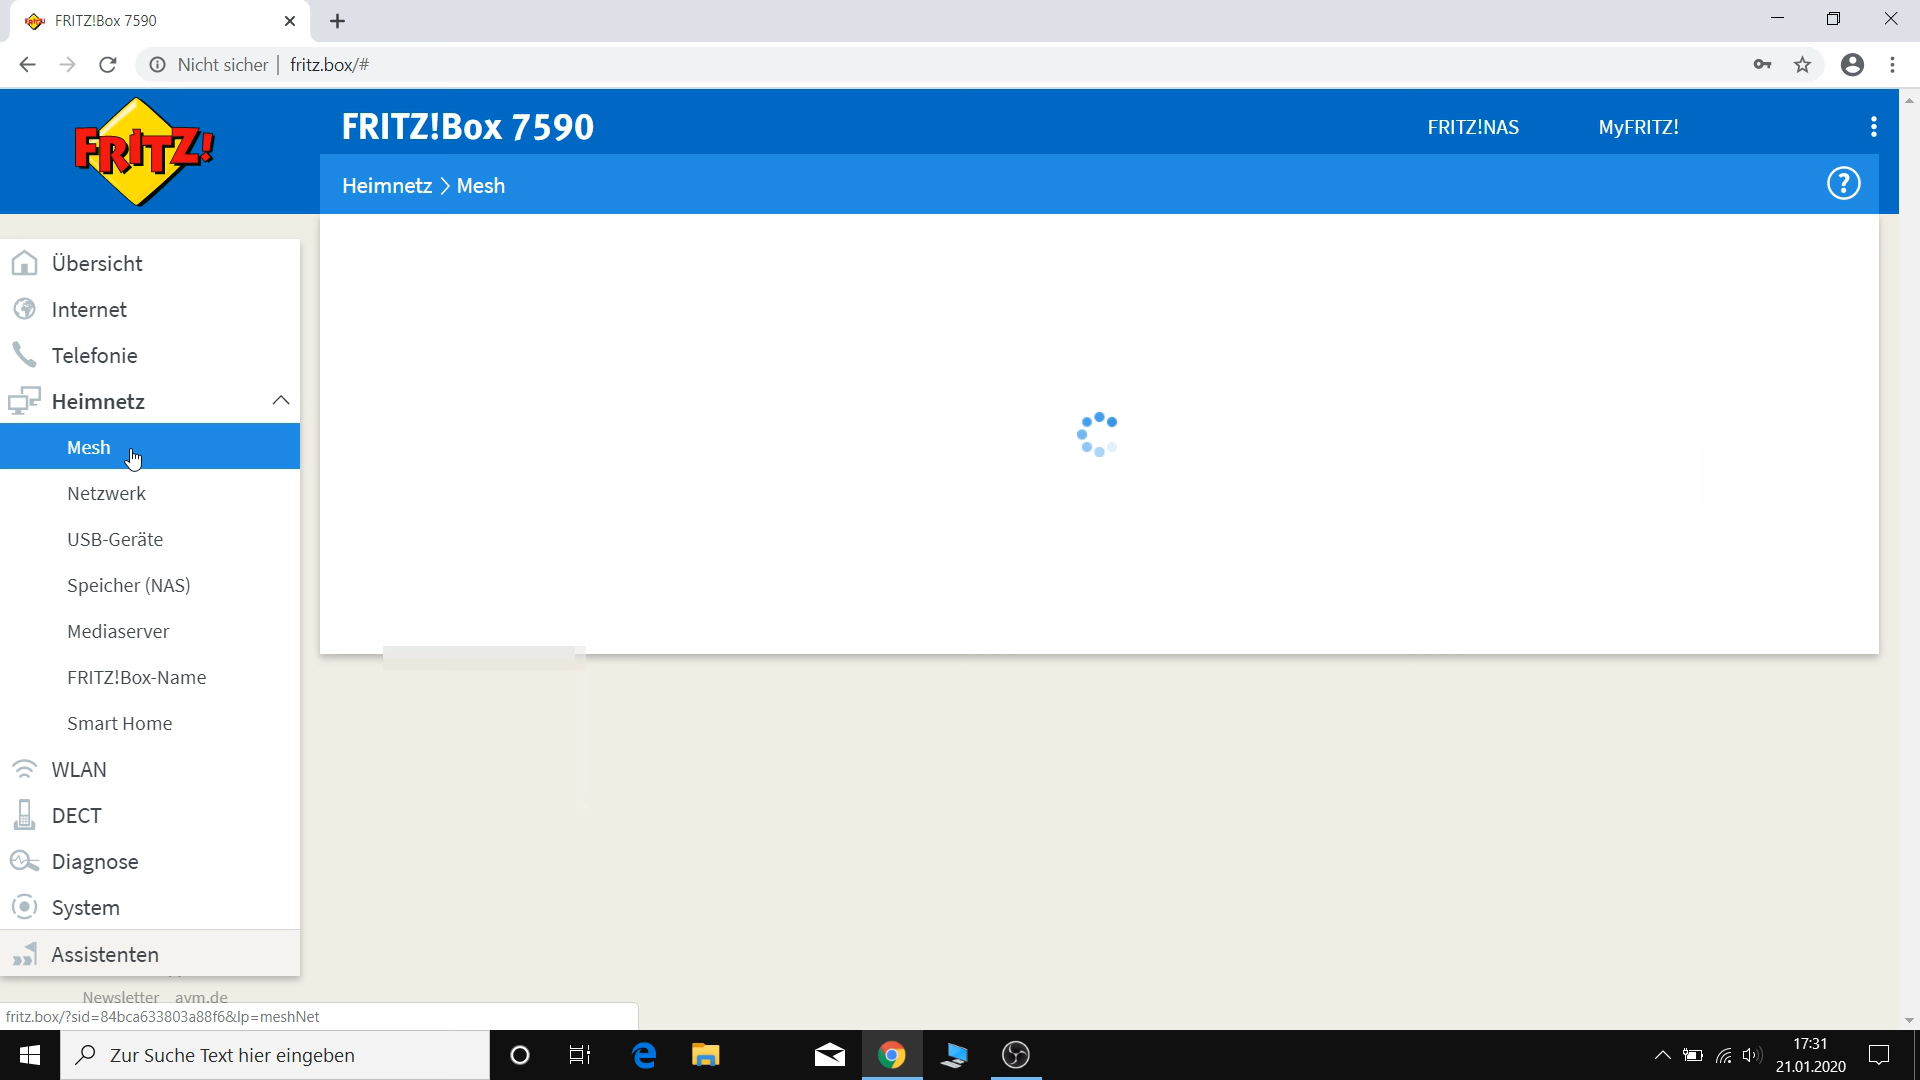 FRITZ!Box 7590
Nicht sicher | fritz.box/#
FRITZ!
FRITZ!Box 7590
FRITZ!NAS
MyFRITZ!
Heimnetz > Mesh
?
Übersicht
Internet
Telefonie
Heimnetz
Mesh
Netzwerk
USB-Geräte
Speicher (NAS)
Mediaserver
FRITZ!Box-Name
Smart Home
WLAN
DECT
Diagnose
System
Assistenten
Newsletter avm.de
fritz.box/?sid=84bca633803a88f6&lp=meshNet
Zur Suche Text hier eingeben
17:31
21.01.2020